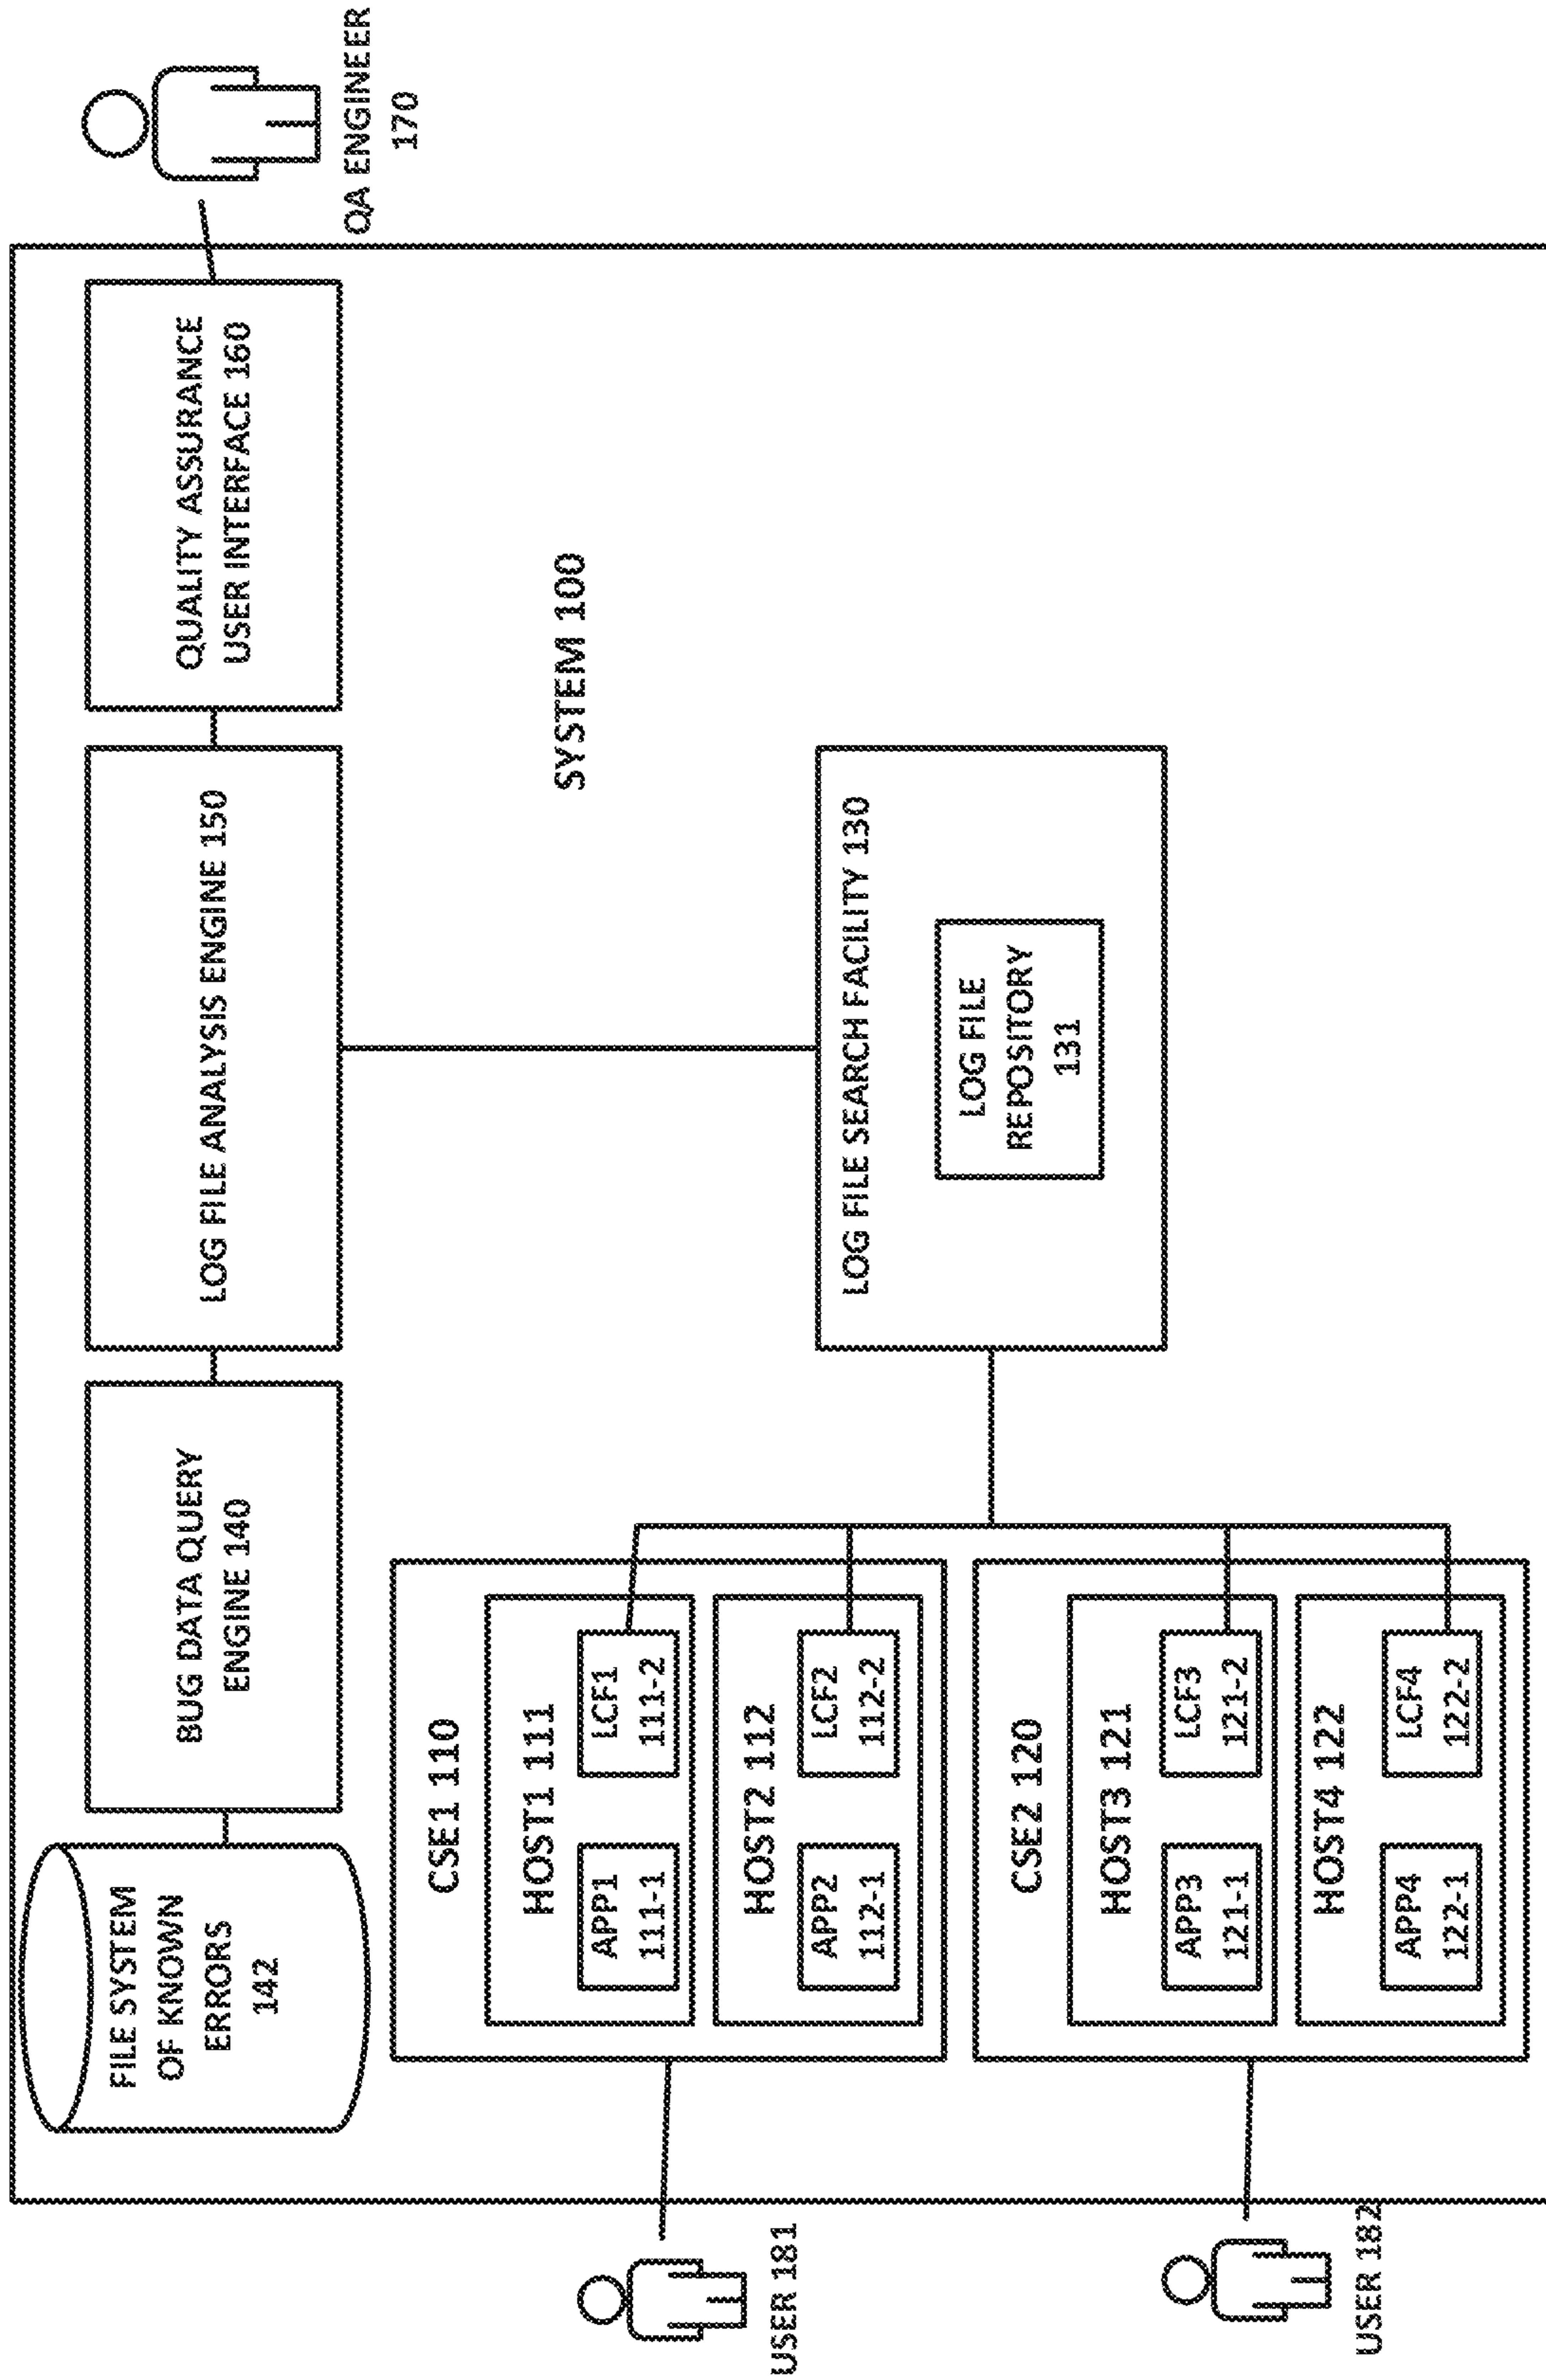 FILE SYSTEM
OF KNOWN
ERRORS
142
BUG DATA QUERY
ENGINE 140
LOG FILE ANALYSIS ENGINE 150
QUALITY ASSURANCE
USER INTERFACE 160
QA ENGINEER
170
SYSTEM 100
CSE1 110
HOST1 111
APP1
111-1
LCF1
111-2
HOST2 112
APP2
112-1
LCF2
112-2
USER 181
LOG FILE SEARCH FACILITY 130
LOG FILE
REPOSITORY
131
CSE2 120
HOST3 121
APP3
121-1
LCF3
121-2
HOST4 122
APP4
122-1
LCF4
122-2
USER 182